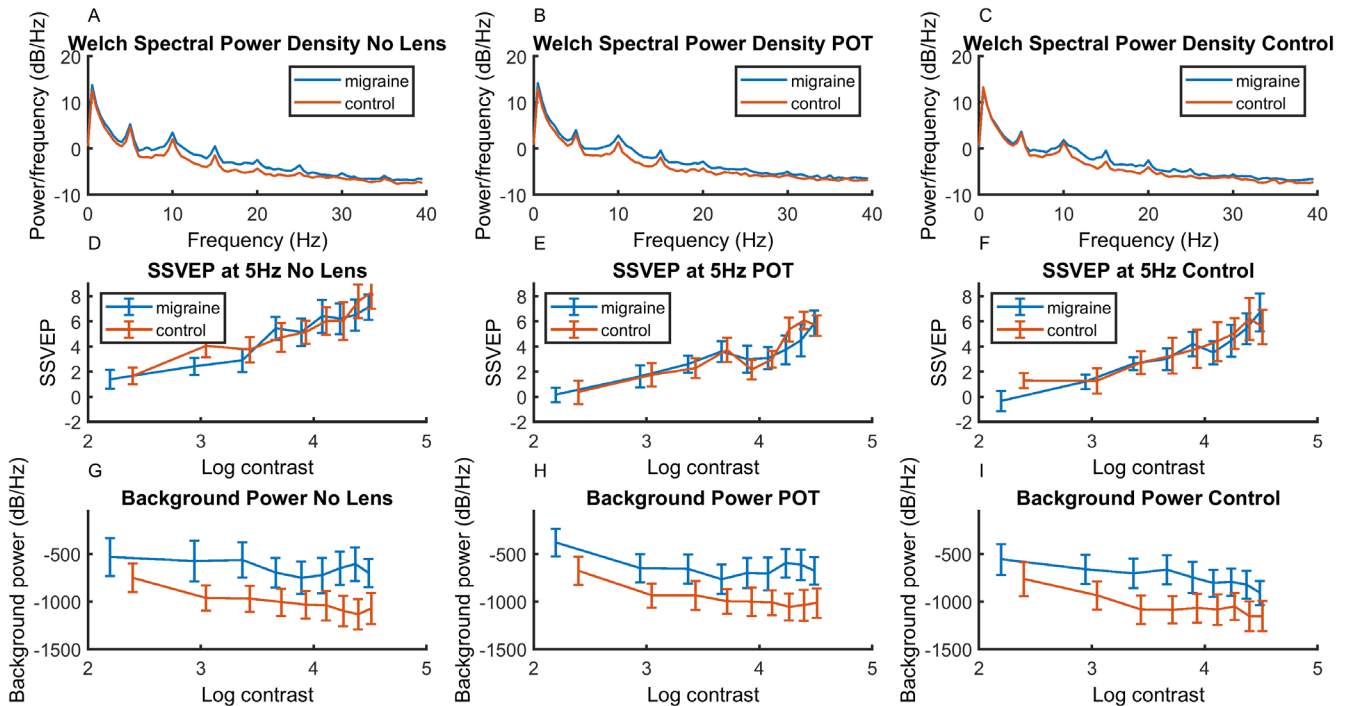 A
Welch Spectral Power Density No Lens
Power/frequency (dB/Hz)
20
10
0
-10
migraine
control
0 10 20 30 40
Frequency (Hz)
B
Welch Spectral Power Density POT
Power/frequency (dB/Hz)
20
10
0
-10
migraine
control
0 10 20 30 40
Frequency (Hz)
C
Welch Spectral Power Density Control
Power/frequency (dB/Hz)
20
10
0
-10
migraine
control
0 10 20 30 40
Frequency (Hz)
D
SSVEP at 5Hz No Lens
SSVEP
8
6
4
2
0
-2
migraine
control
2 3 4 5
Log contrast
E
SSVEP at 5Hz POT
SSVEP
8
6
4
2
0
-2
migraine
control
2 3 4 5
Log contrast
F
SSVEP at 5Hz Control
SSVEP
8
6
4
2
0
-2
migraine
control
2 3 4 5
Log contrast
G
Background Power No Lens
Background power (dB/Hz)
-500
-1000
-1500
2 3 4 5
Log contrast
H
Background Power POT
Background power (dB/Hz)
-500
-1000
-1500
2 3 4 5
Log contrast
I
Background Power Control
Background power (dB/Hz)
-500
-1000
-1500
2 3 4 5
Log contrast